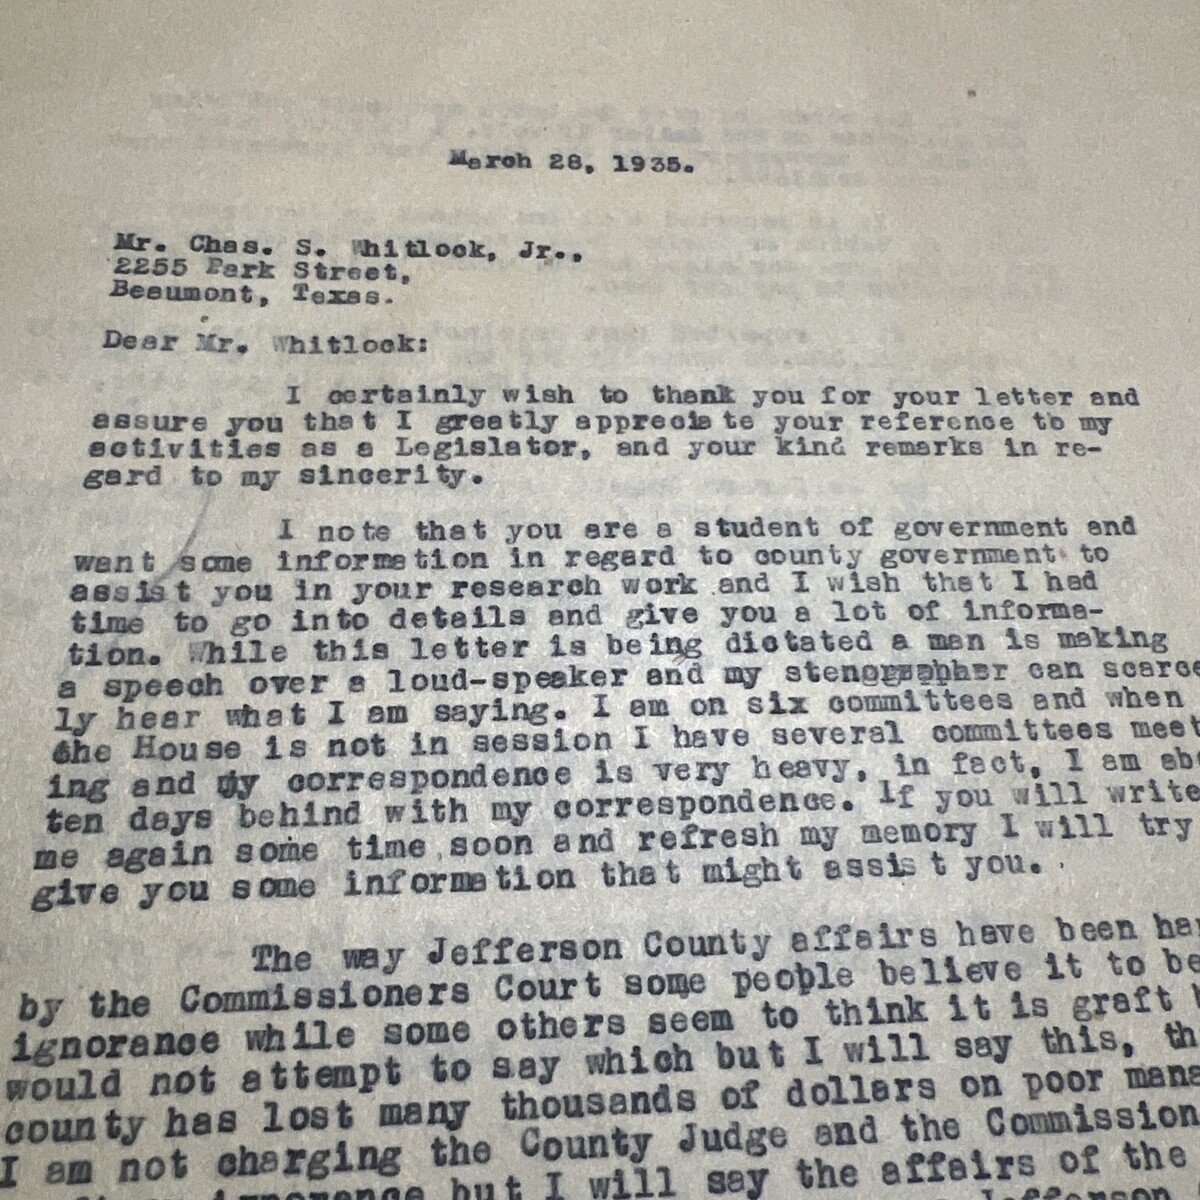 March 28, 1935.
Mr. Chas. S. Whitlock, Jr.,
2255 Park Street,
Beaumont, Texas.
Dear Mr. Whitlock:
I certainly wish to thank you for your letter and
assure you that I greatly appreciate your reference to my
activities as a Legislator, and your kind remarks in re-
gard to my sincerity.
I note that you are a student of government and
want some information in regard to county government to
assist you in your research work and I wish that I had
time to go into details and give you a lot of informa-
tion. While this letter is being dictated a man is making
a speech over a loud-speaker and my stenographer can scarce
ly hear what I am saying. I am on six committees and when
the House is not in session I have several committees meet
ing and my correspondence is very heavy, in fact, I am
ten days behind with my correspondence. If you will write
me again some time soon and refresh my memory I will try
give you some information that might assist you.
The way Jefferson County affairs have been
by the Commissioners Court some people believe it to be
ignorance while some others seem to think it is graft
would not attempt to say which but I will say this,
county has lost many thousands of dollars on poor
I am not charging the County Judge and the Commission
ignorance but I will say the affairs of the